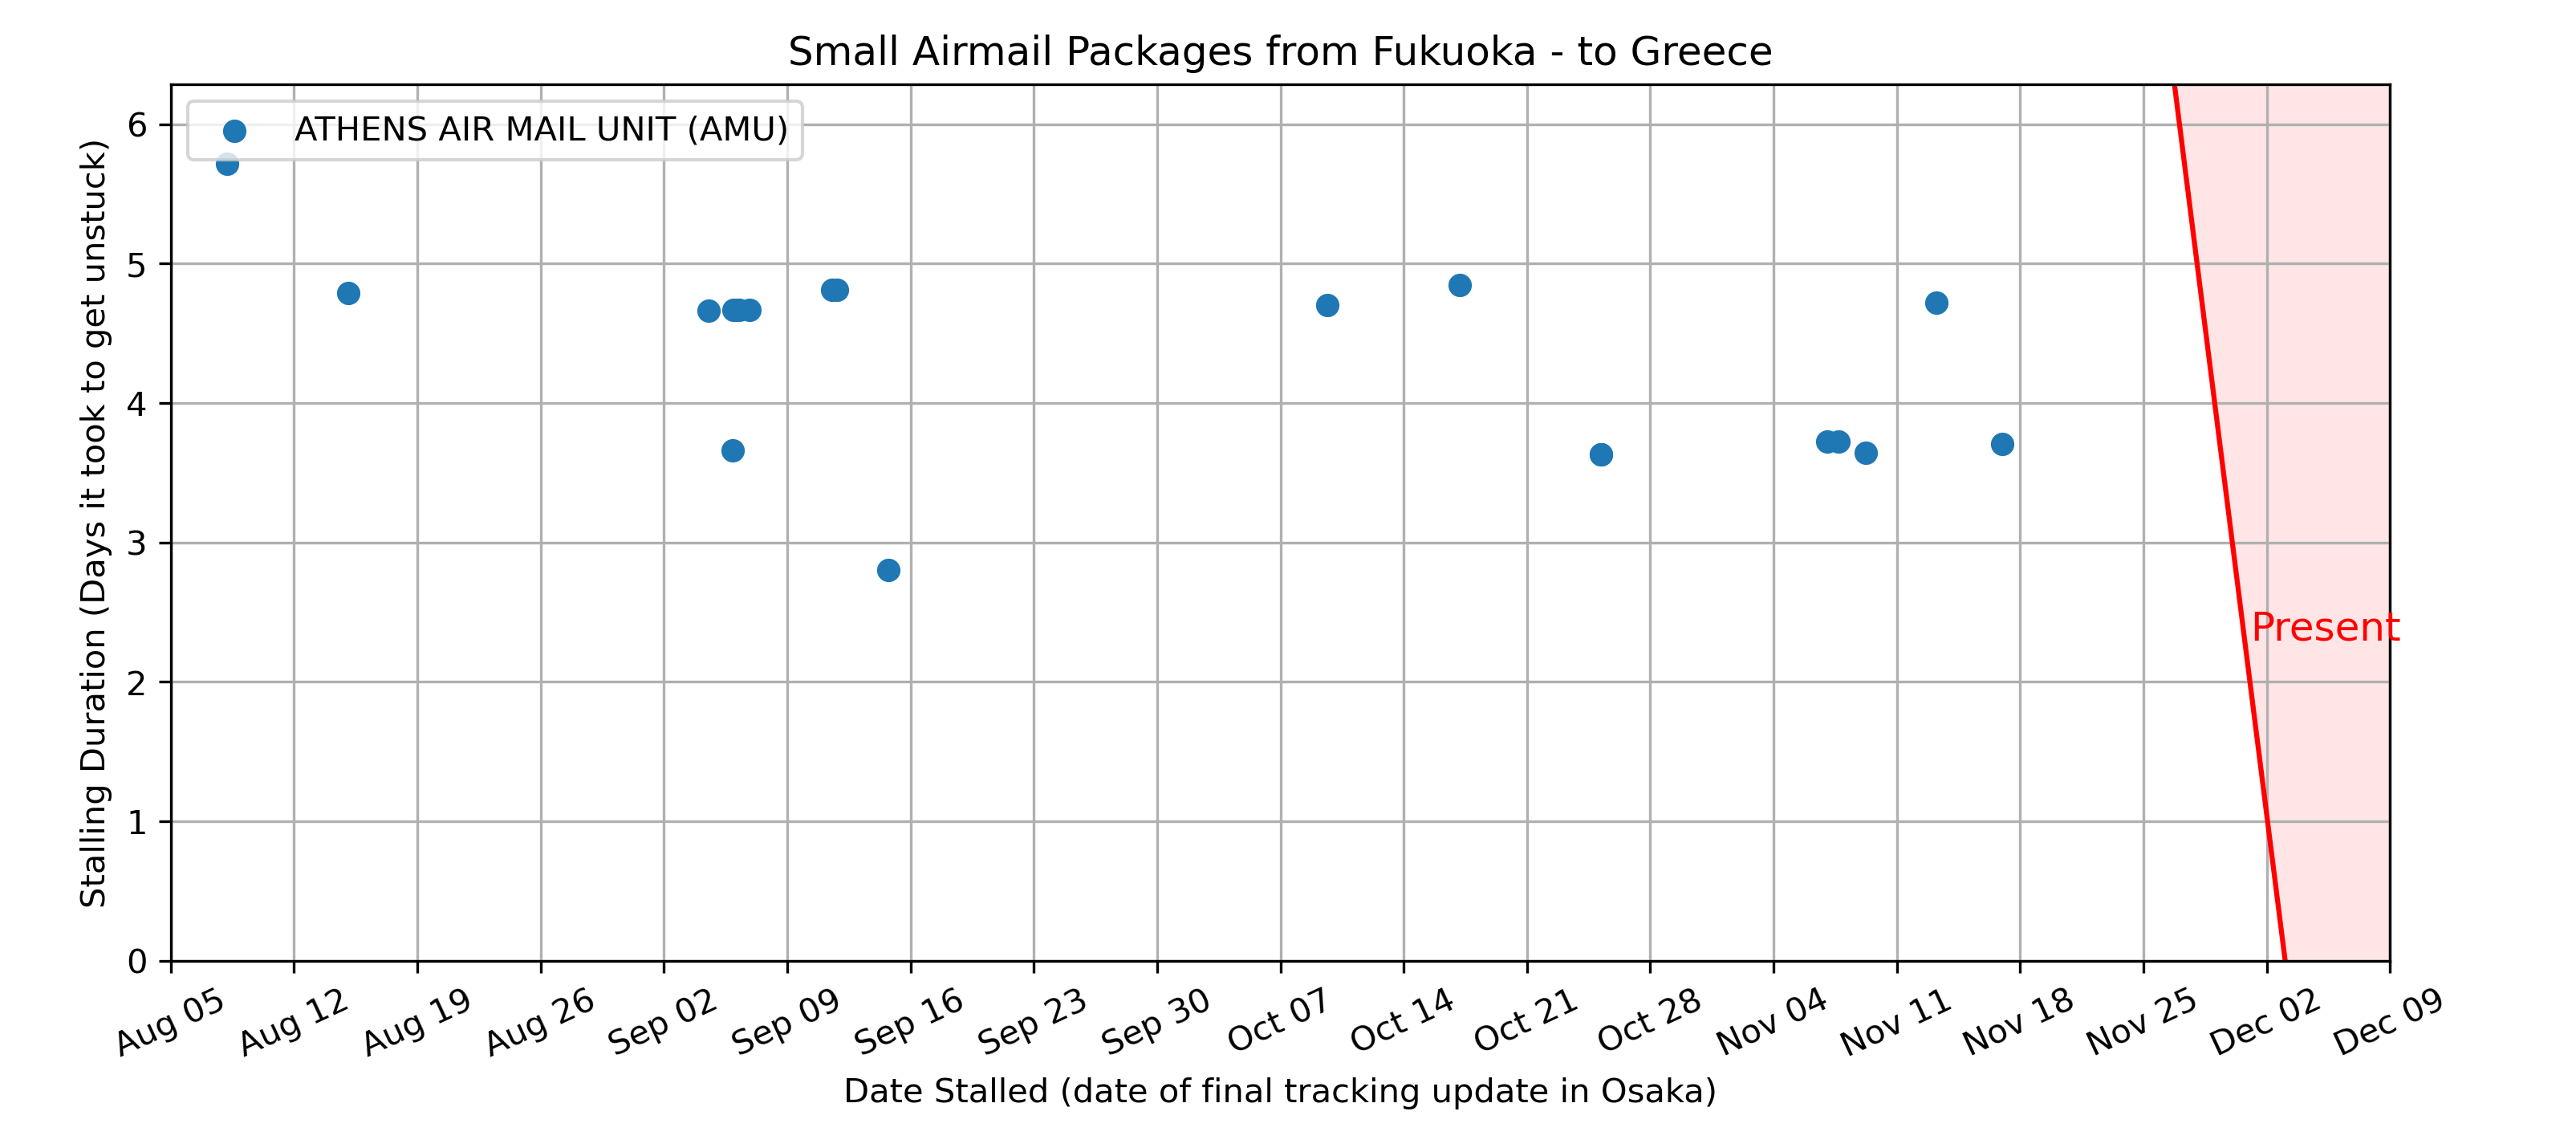 Small Airmail Packages from Fukuoka - to Greece
ATHENS AIR MAIL UNIT (AMU)
Stalling Duration (Days it took to get unstuck)
6
5
4
3
2
1
0
Present
Aug 05
Aug 12
Aug 19
Aug 26
Sep 02
Sep 09
Sep 16
Sep 23
Sep 30
Oct 07
Oct 14
Oct 21
Oct 28
Nov 04
Nov 11
Nov 18
Nov 25
Dec 02
Dec 09
Date Stalled (date of final tracking update in Osaka)